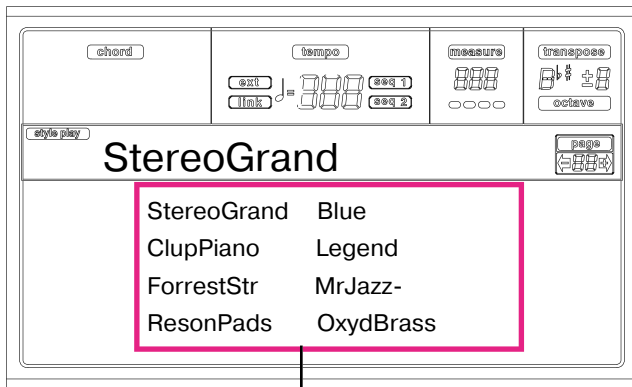 chord tempo measure transpose
ext seq 1
link seq 2 octave
style play page
StereoGrand
StereoGrand Blue
ClupPiano Legend
ForrestStr MrJazz-
ResonPads OxydBrass